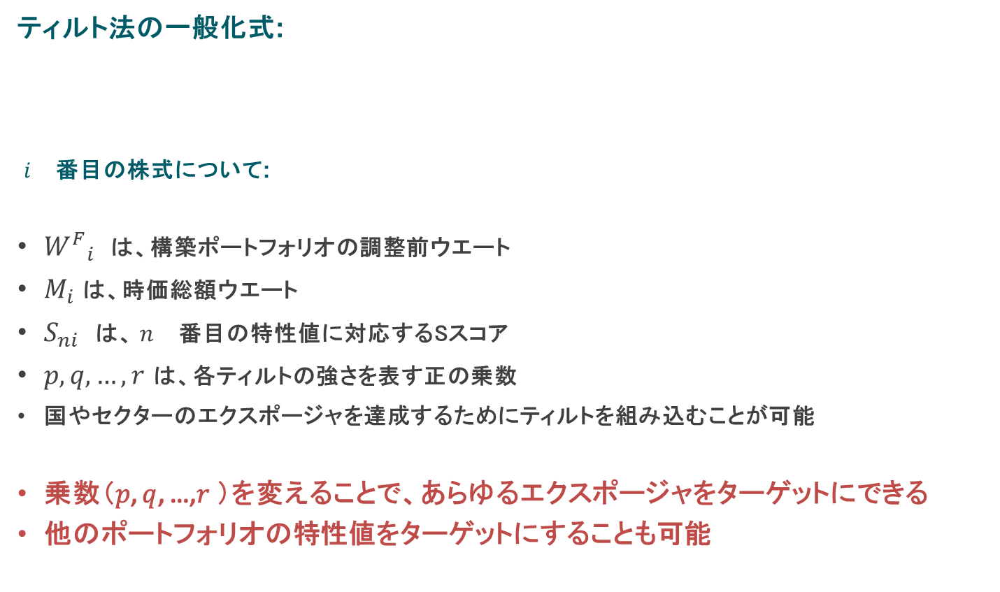 ティルト法の一般化式:
i 番目の株式について:
• W^F_i は、構築ポートフォリオの調整前ウエート
• M_i は、時価総額ウエート
• S_ni は、 n 番目の特性値に対応するSスコア
• p, q, … , r は、各ティルトの強さを表す正の乗数
• 国やセクターのエクスポージャを達成するためにティルトを組み込むことが可能
• 乗数（p, q, …,r ）を変えることで、あらゆるエクスポージャをターゲットにできる
• 他のポートフォリオの特性値をターゲットにすることも可能